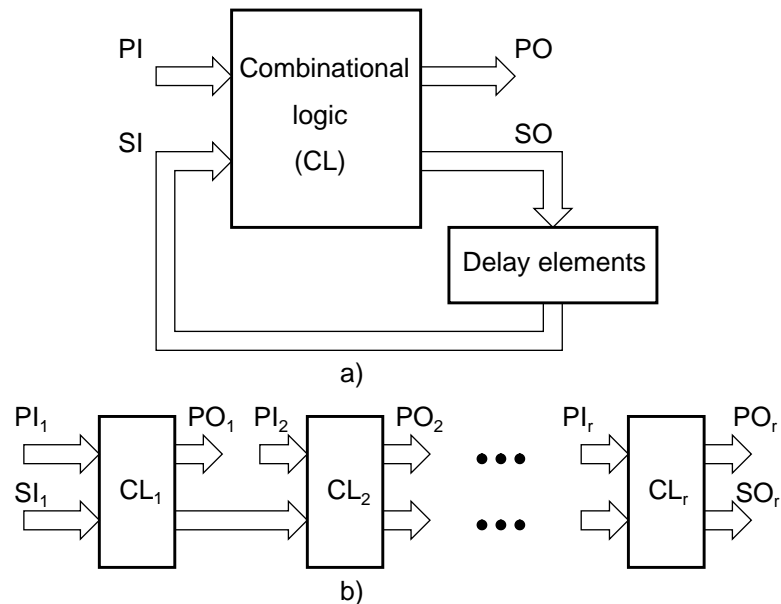 PI
PO
Combinational
logic
(CL)
SI
SO
Delay elements
a)
PI₁
PO₁
PI₂
PO₂
PIᵣ
POᵣ
SI₁
CL₁
CL₂
CLᵣ
SOᵣ
b)